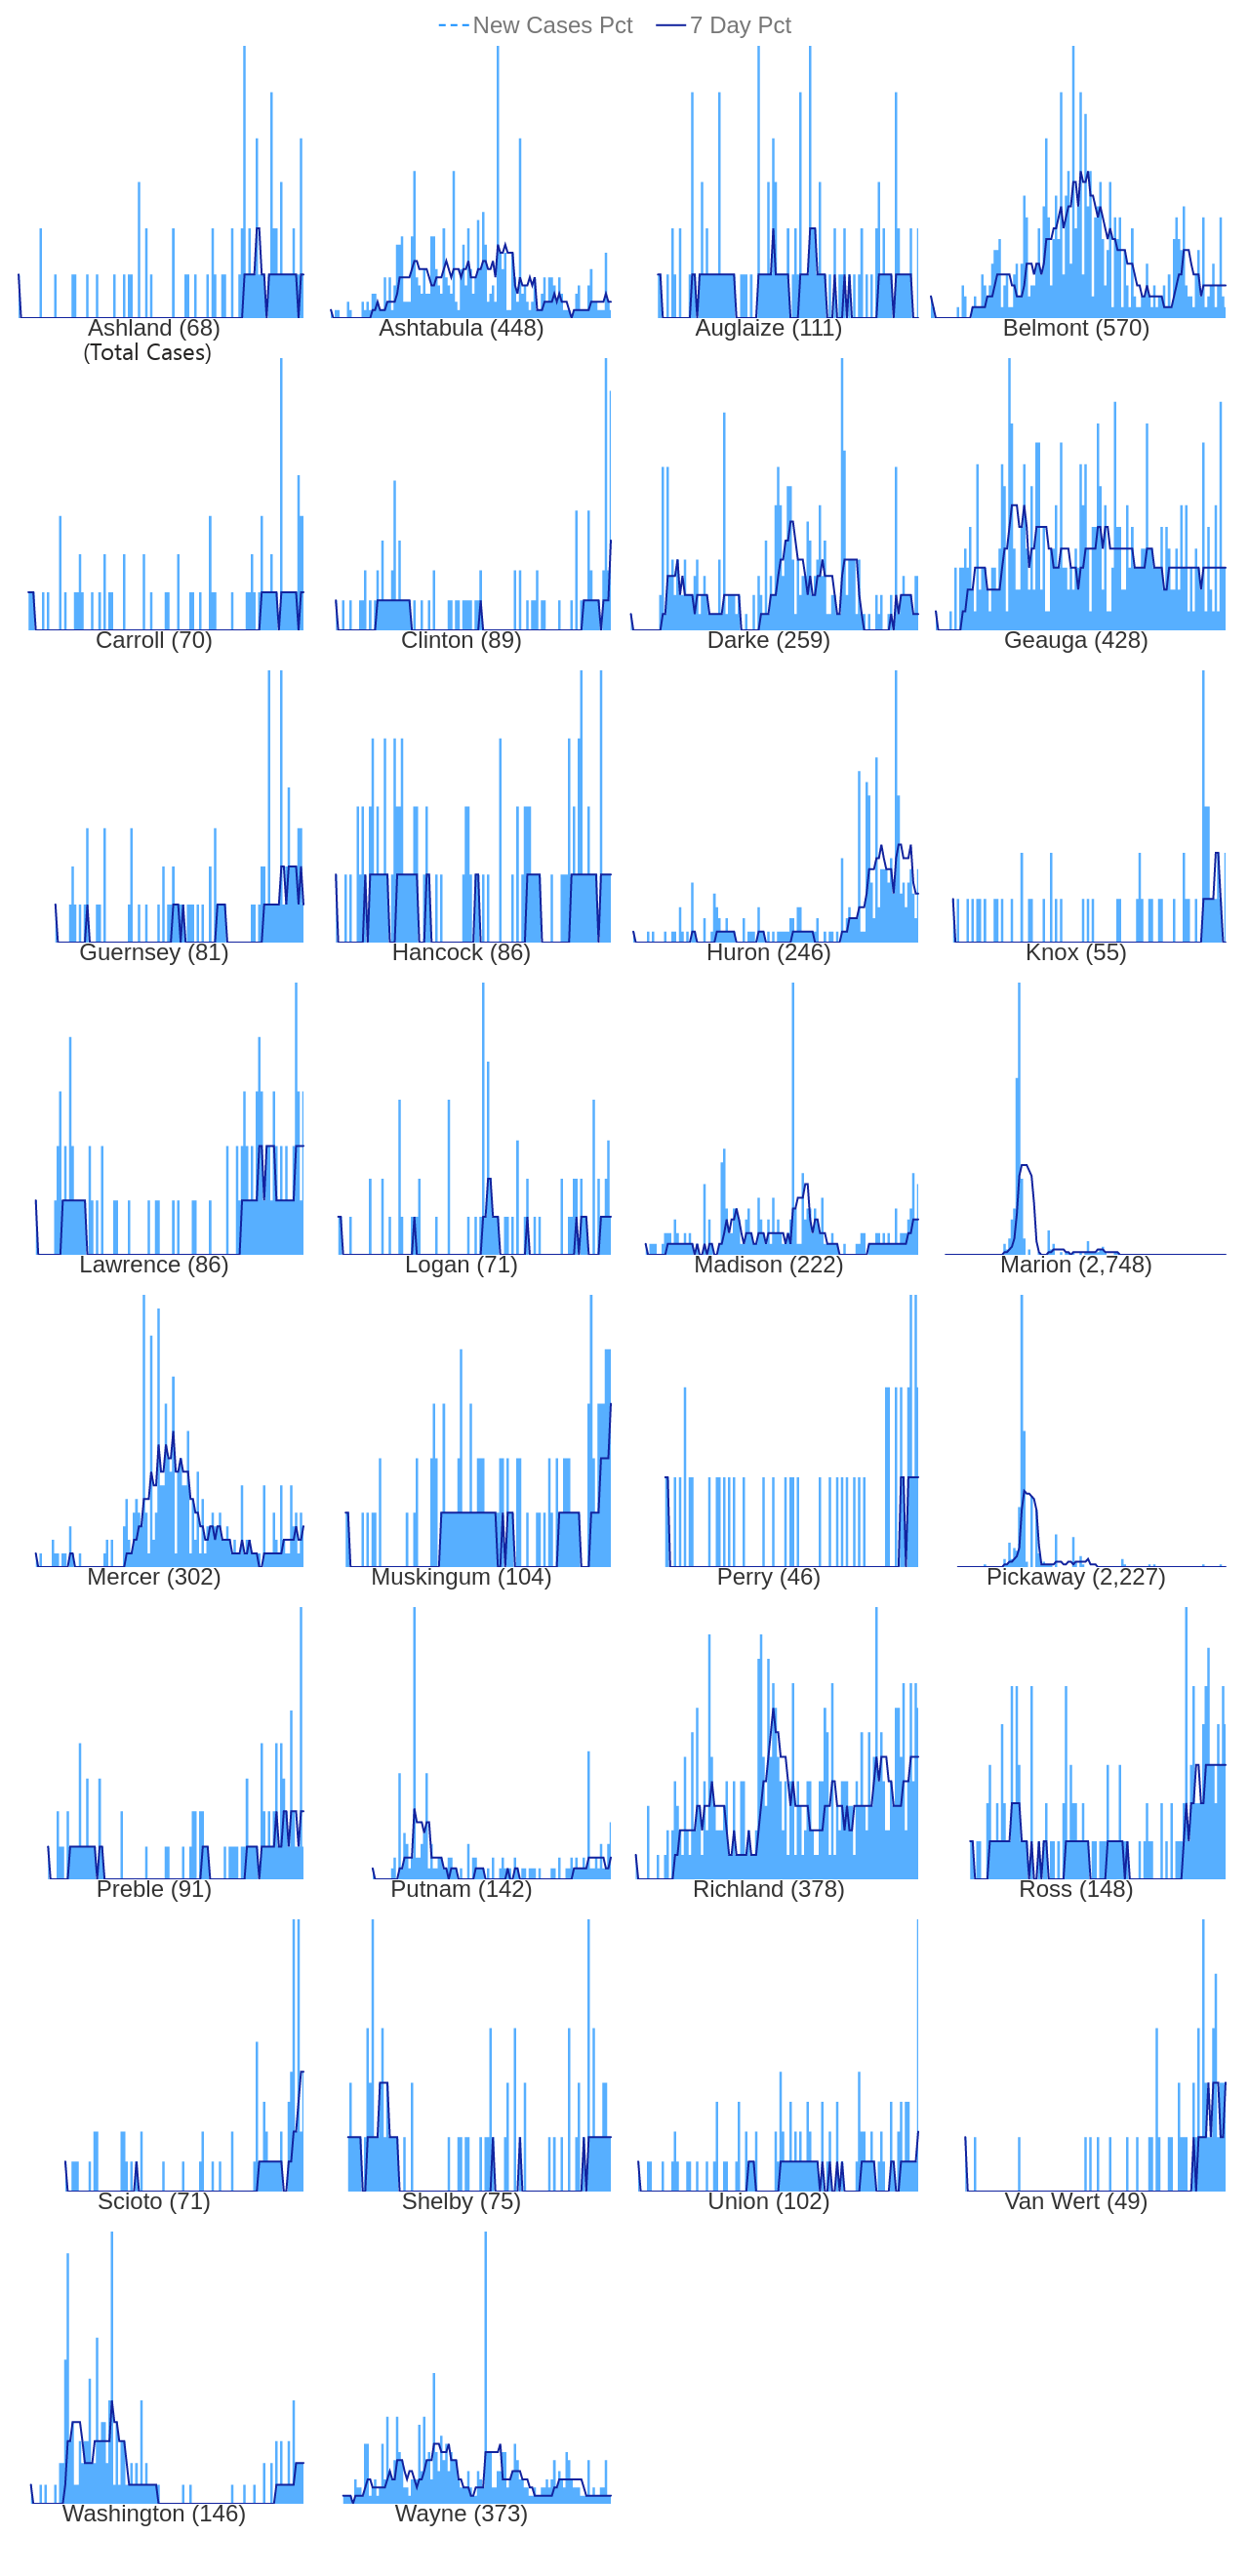 New Cases Pct 7 Day Pct
Ashland (68) Ashtabula (448) Auglaize (111) Belmont (570)
(Total Cases)
Carroll (70) Clinton (89) Darke (259) Geauga (428)
Guernsey (81) Hancock (86) Huron (246) Knox (55)
Lawrence (86) Logan (71) Madison (222) Marion (2,748)
Mercer (302) Muskingum (104) Perry (46) Pickaway (2,227)
Preble (91) Putnam (142) Richland (378) Ross (148)
Scioto (71) Shelby (75) Union (102) Van Wert (49)
Washington (146) Wayne (373)